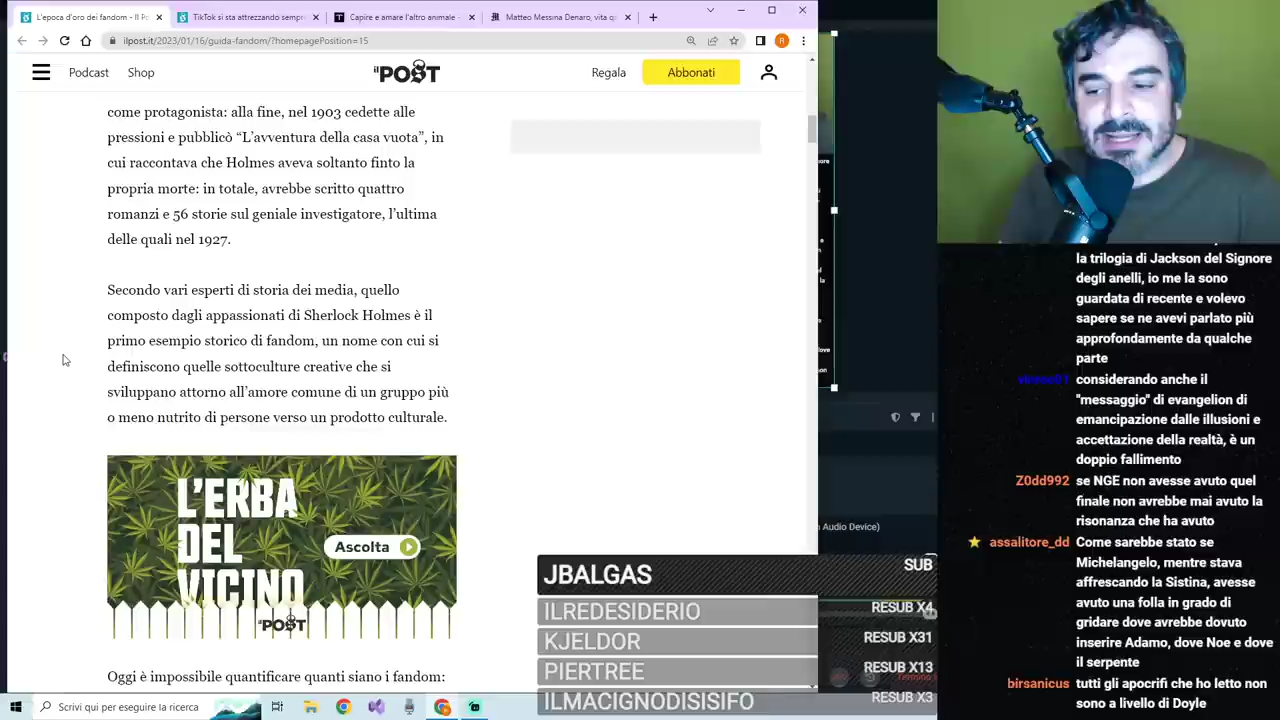 L'epoca d'oro dei fandom - Il Po
TikTok si sta attrezzando sempr
Capire e amare l'altro animale -
Matteo Messina Denaro, vita q
ilpost.it/2023/01/16/guida-fandom/?homepagePosition=15
R
Podcast
Shop
IL POST
Regala
Abbonati
come protagonista: alla fine, nel 1903 cedette alle
pressioni e pubblicò “L’avventura della casa vuota”, in
cui raccontava che Holmes aveva soltanto finto la
propria morte: in totale, avrebbe scritto quattro
romanzi e 56 storie sul geniale investigatore, l’ultima
delle quali nel 1927.
Secondo vari esperti di storia dei media, quello
composto dagli appassionati di Sherlock Holmes è il
primo esempio storico di fandom, un nome con cui si
definiscono quelle sottoculture creative che si
sviluppano attorno all’amore comune di un gruppo più
o meno nutrito di persone verso un prodotto culturale.
L'ERBA
DEL
VICINO
Ascolta
IL POST
Oggi è impossibile quantificare quanti siano i fandom:
n Audio Device)
JBALGAS SUB
ILREDESIDERIO RESUB X4
KJELDOR RESUB X31
PIERTREE RESUB X13
ILMACIGNODISISIFO RESUB X3
Scrivi qui per eseguire la ricerc
la trilogia di Jackson del Signore
degli anelli, io me la sono
guardata di recente e volevo
sapere se ne avevi parlato più
approfondamente da qualche
parte
considerando anche il
"messaggio" di evangelion di
emancipazione dalle illusioni e
accettazione della realtà, è un
doppio fallimento
Z0dd992 se NGE non avesse avuto quel
finale non avrebbe mai avuto la
risonanza che ha avuto
assalitore_dd Come sarebbe stato se
Michelangelo, mentre stava
affrescando la Sistina, avesse
avuto una folla in grado di
gridare dove avrebbe dovuto
inserire Adamo, dove Noe e dove
il serpente
birsanicus tutti gli apocrifi che ho letto non
sono a livello di Doyle